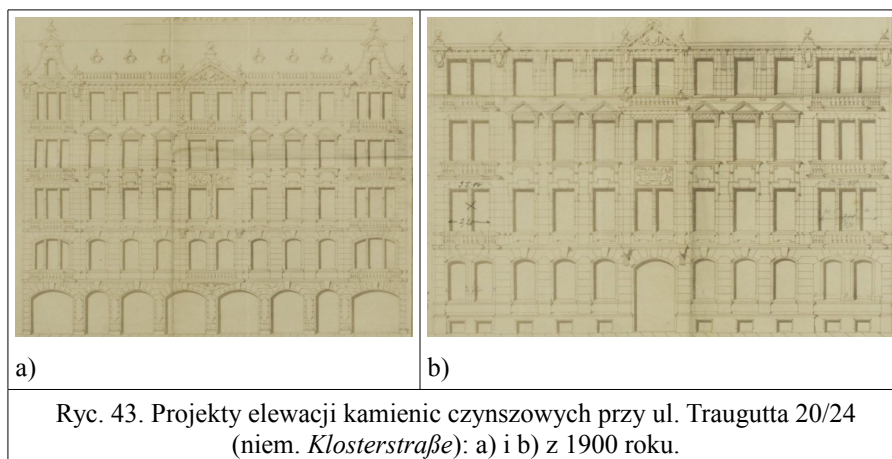 a)
b)
Ryc. 43. Projekty elewacji kamienic czynszowych przy ul. Traugutta 20/24
(niem. Klosterstraße): a) i b) z 1900 roku.